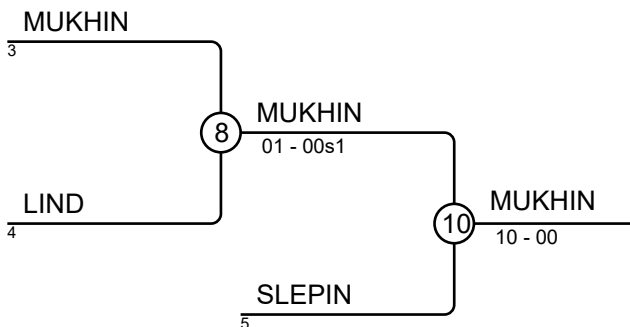 MUKHIN
3
8
MUKHIN
01 - 00s1
LIND
4
10
MUKHIN
10 - 00
SLEPIN
5